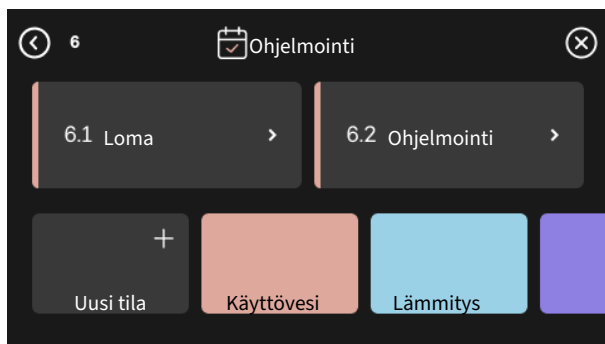 6 Ohjelmointi
6.1 Loma 6.2 Ohjelmointi
Uusi tila Käyttövesi Lämmitys